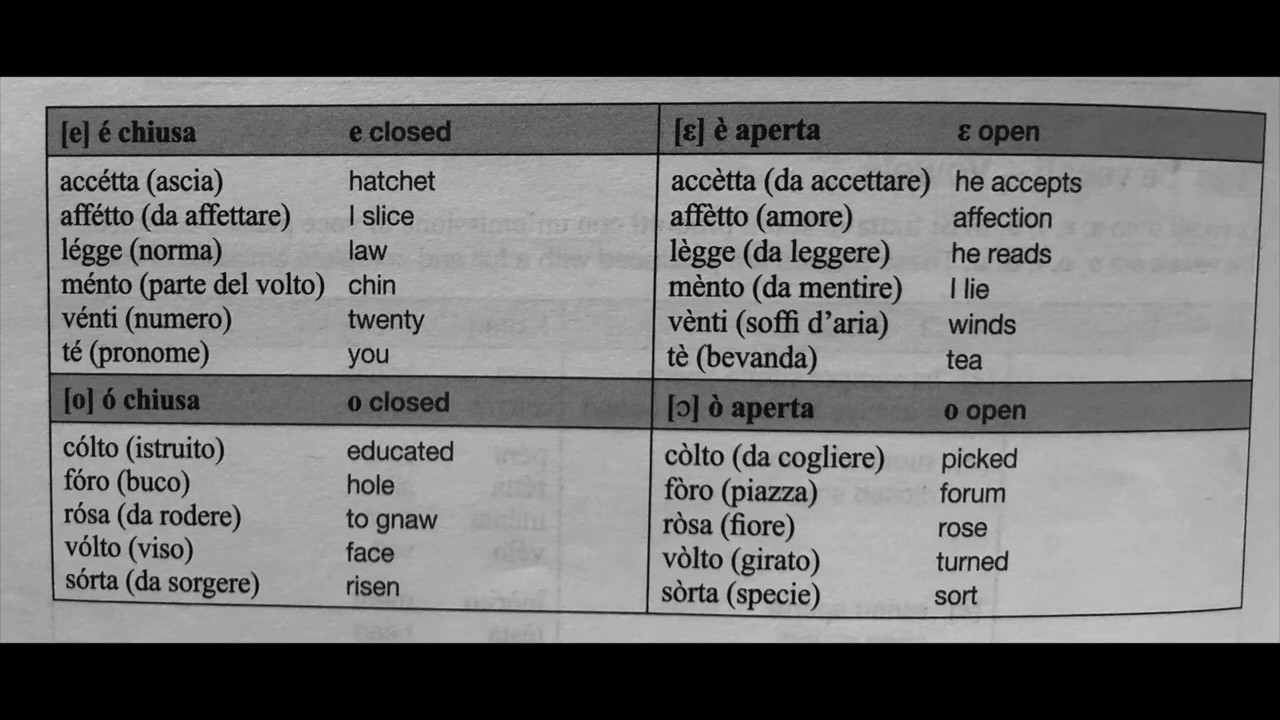 [e] é chiusa e closed [ɛ] è aperta ɛ open
accétta (ascia) hatchet accètta (da accettare) he accepts
affétto (da affettare) I slice affètto (amore) affection
légge (norma) law lègge (da leggere) he reads
ménto (parte del volto) chin mènto (da mentire) I lie
vénti (numero) twenty vènti (soffi d’aria) winds
té (pronome) you tè (bevanda) tea
[o] ó chiusa o closed [ɔ] ò aperta o open
cólto (istruito) educated còlto (da cogliere) picked
fóro (buco) hole fòro (piazza) forum
rósa (da rodere) to gnaw ròsa (fiore) rose
vólto (viso) face vòlto (girato) turned
sórta (da sorgere) risen sòrta (specie) sort